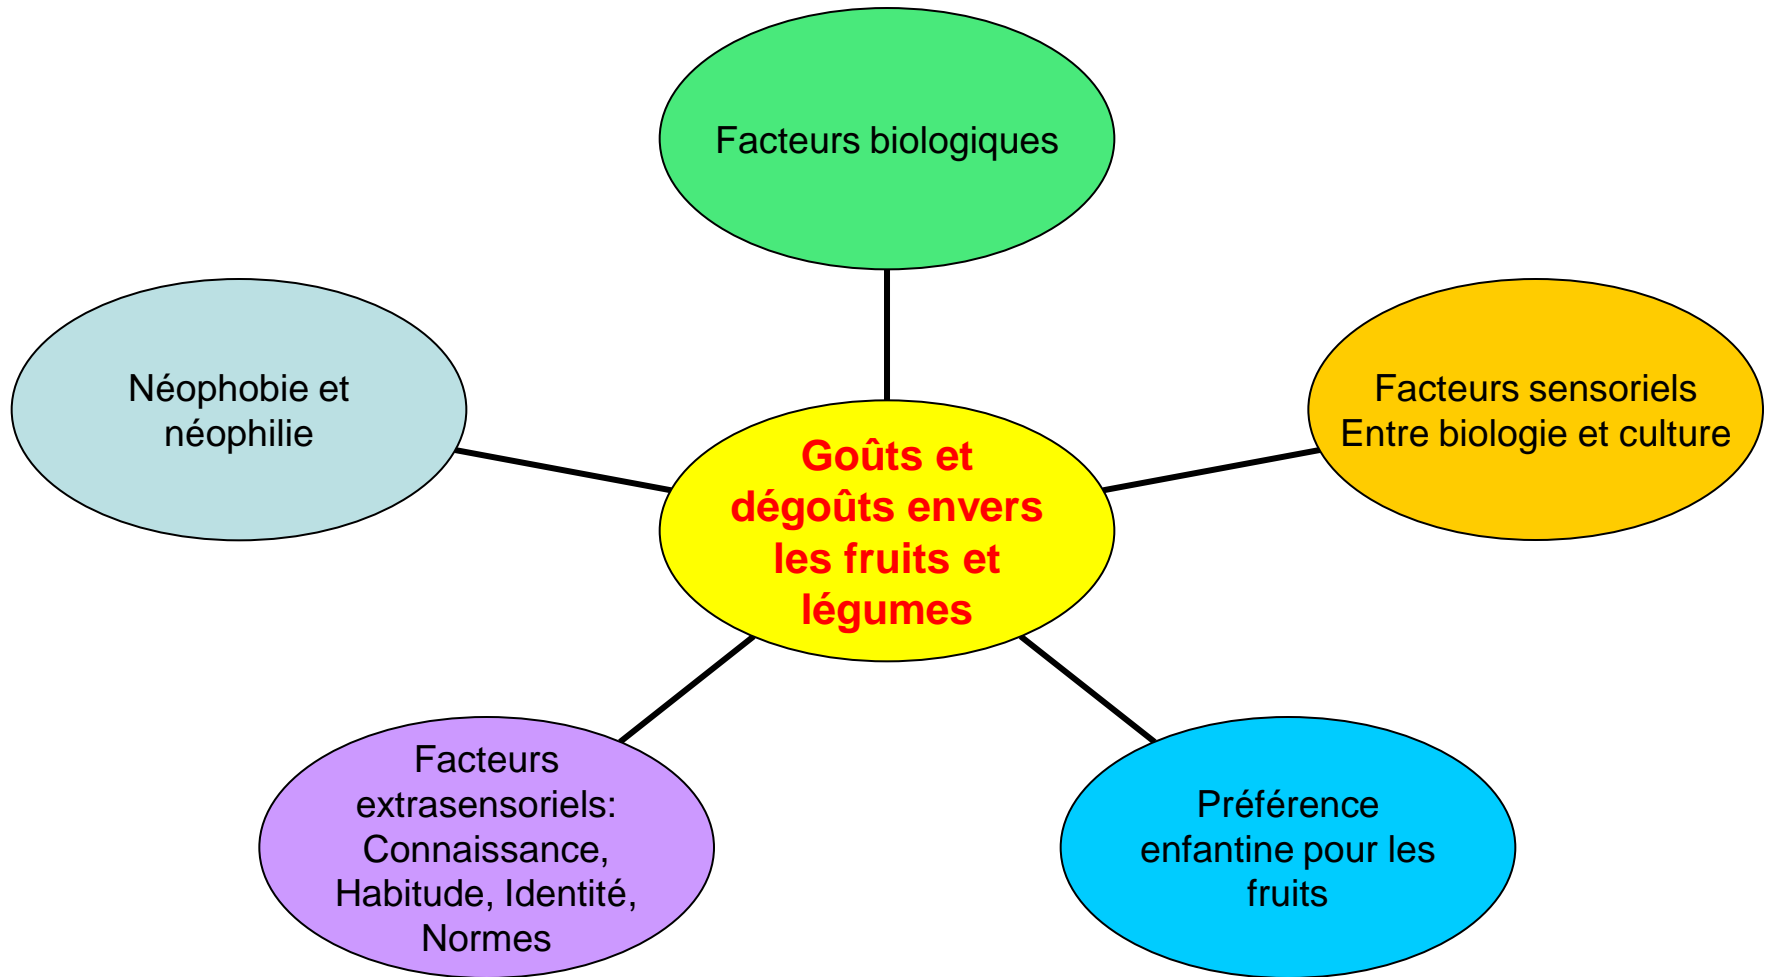 Facteurs biologiques
Néophobie et
néophilie
Facteurs sensoriels
Entre biologie et culture
Goûts et
dégoûts envers
les fruits et
légumes
Facteurs
extrasensoriels:
Connaissance,
Habitude, Identité,
Normes
Préférence
enfantine pour les
fruits